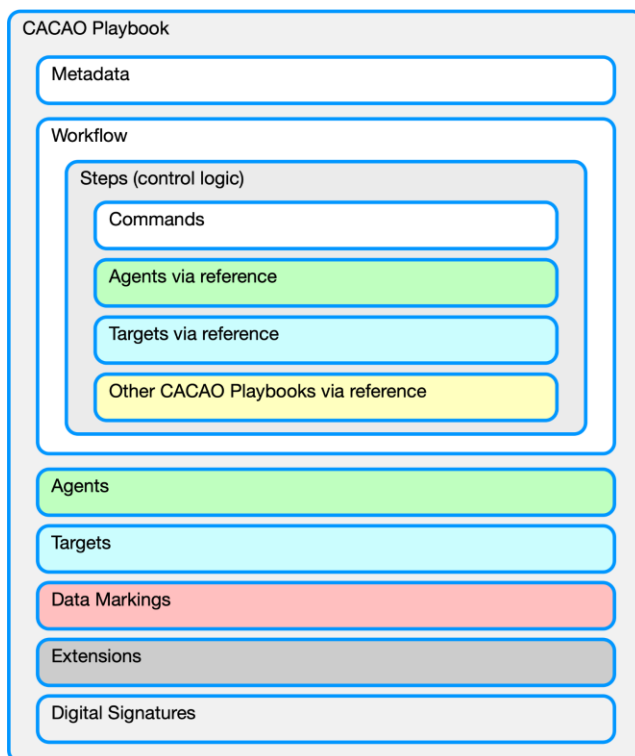 CACAO Playbook
Metadata
Workflow
Steps (control logic)
Commands
Agents via reference
Targets via reference
Other CACAO Playbooks via reference
Agents
Targets
Data Markings
Extensions
Digital Signatures